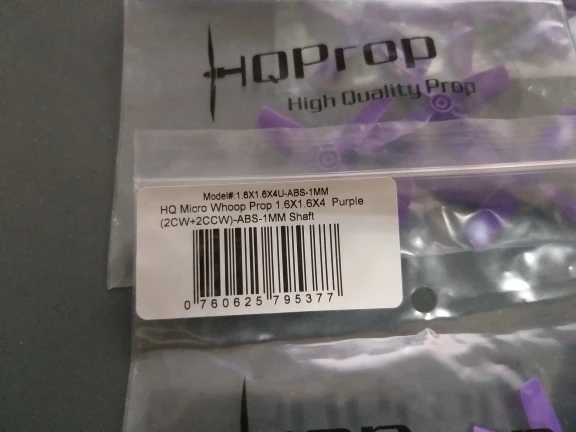 HQProp
High Quality Prop
Model#:1.6X1.6X4U-ABS-1MM
HQ Micro Whoop Prop 1.6X1.6X4 Purple
(2CW+2CCW)-ABS-1MM Shaft
0 760625 795377